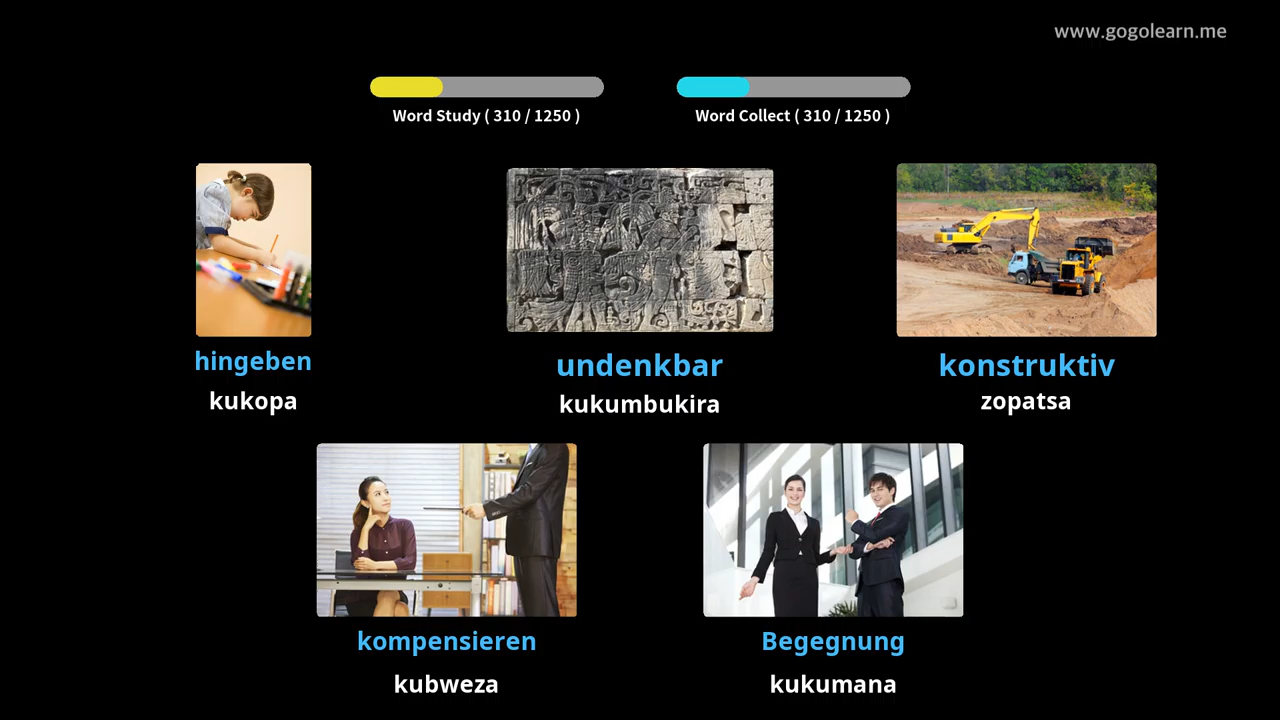 www.gogolearn.me
Word Study ( 310 / 1250 )
Word Collect ( 310 / 1250 )
hingeben
kukopa
undenkbar
kukumbukira
konstruktiv
zopatsa
kompensieren
kubweza
Begegnung
kukumana